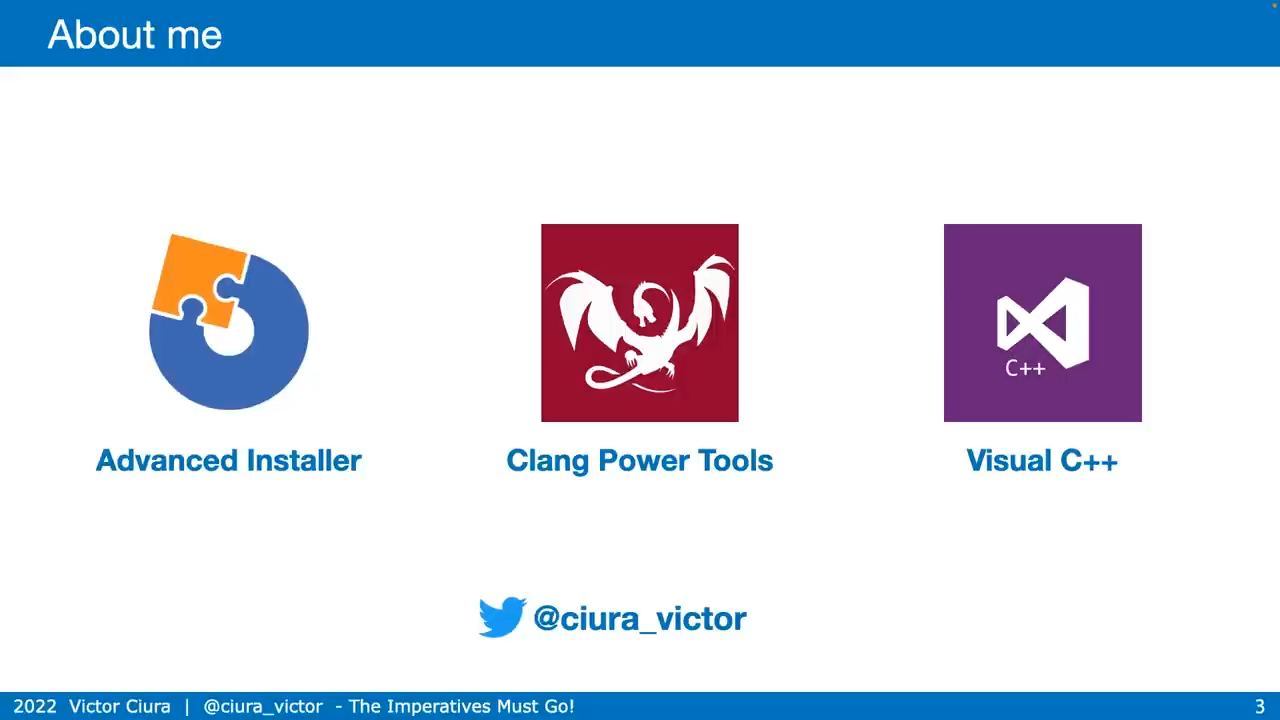 About me
C++
Advanced Installer
Clang Power Tools
Visual C++
@ciura_victor
2022 Victor Ciura | @ciura_victor - The Imperatives Must Go!
3